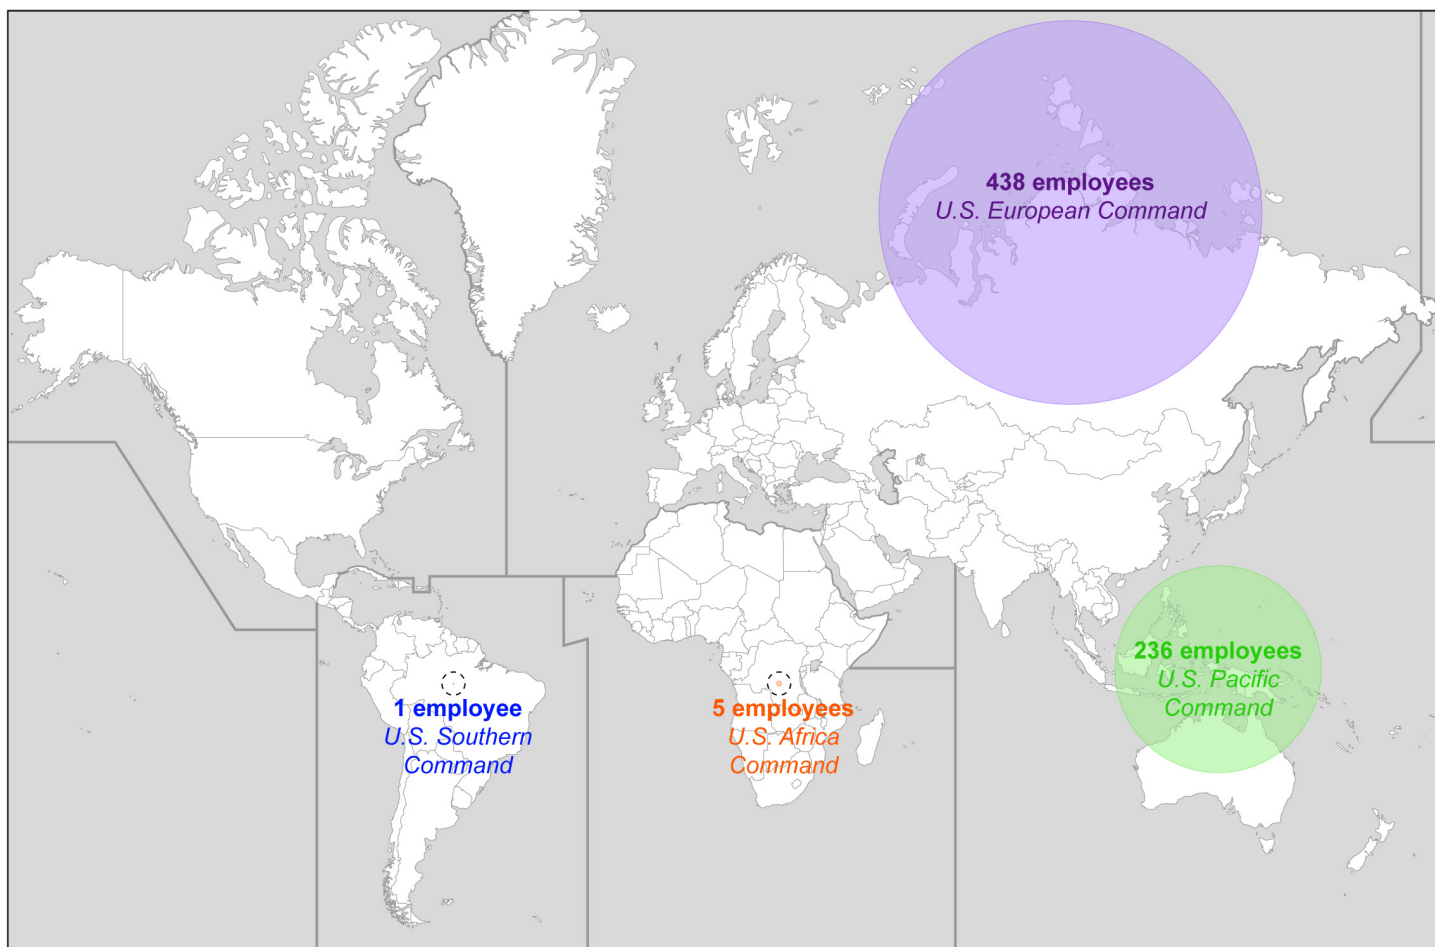 438 employees
U.S. European Command
236 employees
U.S. Pacific
Command
1 employee
U.S. Southern
Command
5 employees
U.S. Africa
Command